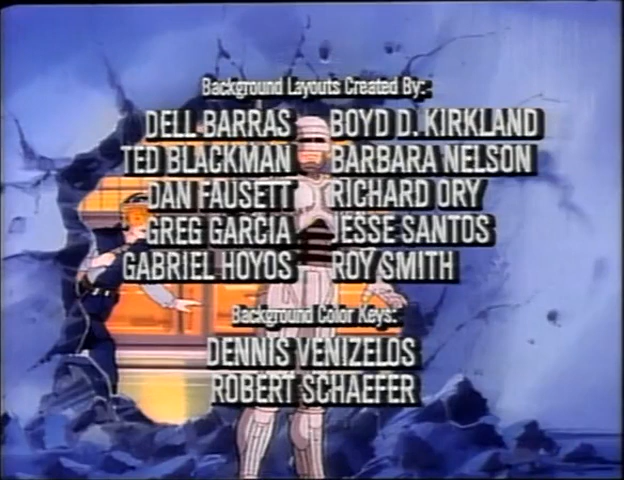 Background Layouts Created By:
DELL BARRAS BOYD D. KIRKLAND
TED BLACKMAN BARBARA NELSON
DAN FAUSETT RICHARD ORY
GREG GARCIA JESSE SANTOS
GABRIEL HOYOS ROY SMITH
Background Color Keys:
DENNIS VENIZELOS
ROBERT SCHAEFER